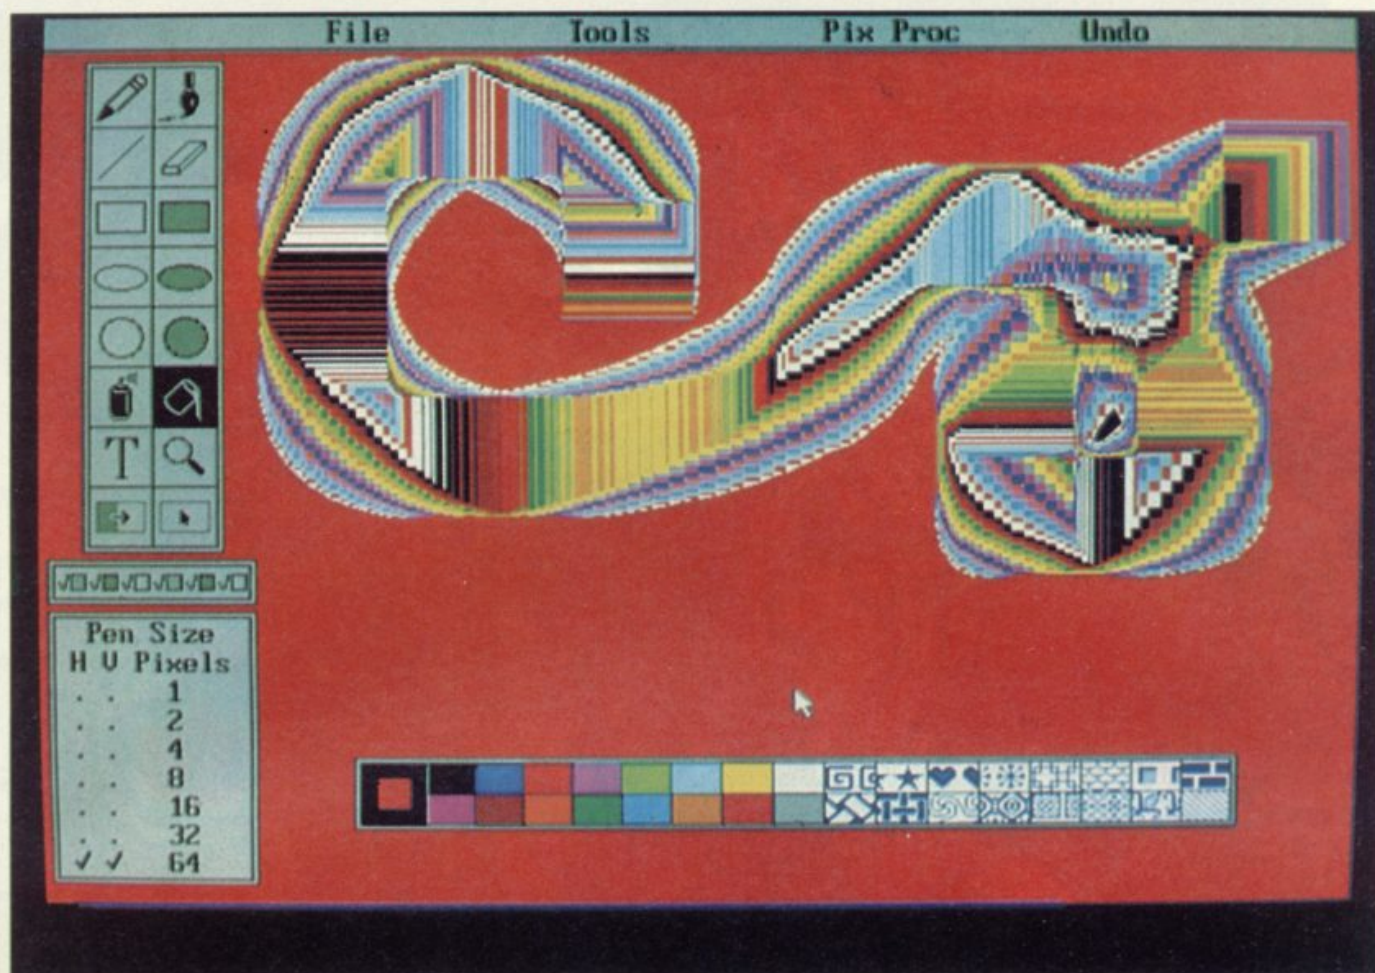 File Tools Pix Proc Undo
T
Pen Size
H V Pixels
. . 1
. . 2
. . 4
. . 8
. . 16
. . 32
✓ ✓ 64